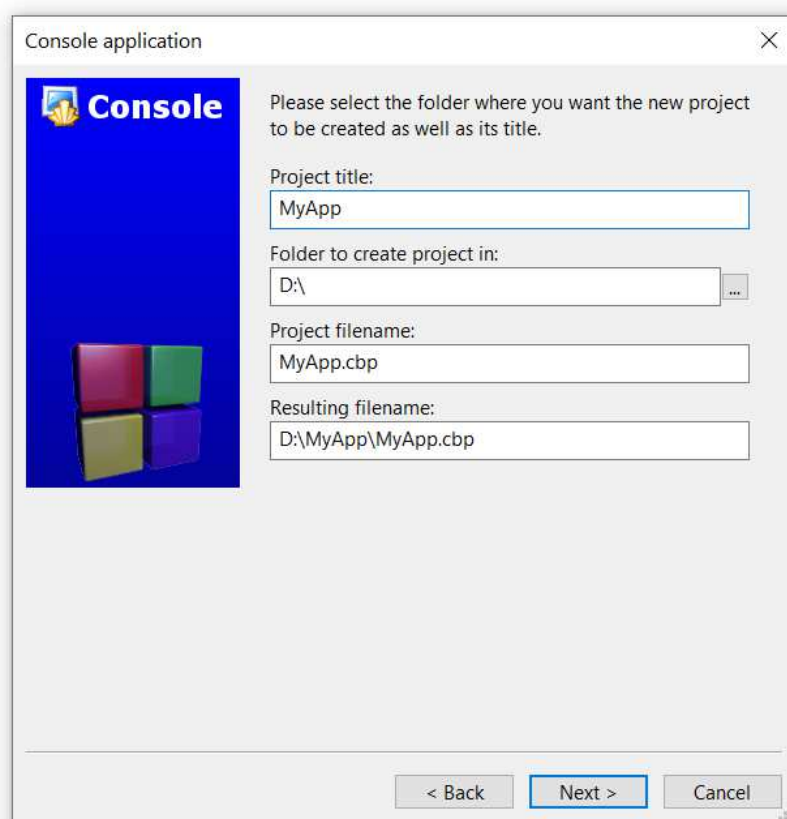 Console application
Console
Please select the folder where you want the new project
to be created as well as its title.
Project title:
MyApp
Folder to create project in:
D:\
...
Project filename:
MyApp.cbp
Resulting filename:
D:\MyApp\MyApp.cbp
< Back
Next >
Cancel